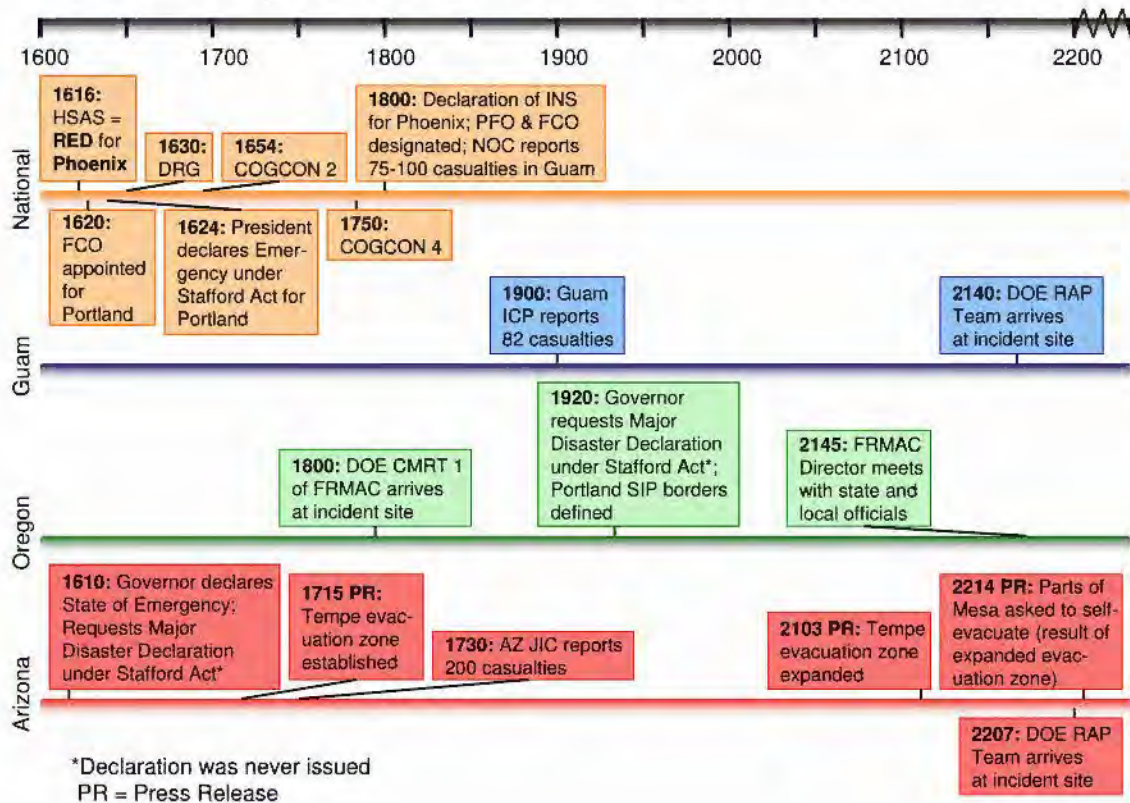 1600 1700 1800 1900 2000 2100 2200
National
1616:
HSAS =
RED for
Phoenix
1630:
DRG
1654:
COGCON 2
1800: Declaration of INS
for Phoenix; PFO & FCO
designated; NOC reports
75-100 casualties in Guam
1620:
FCO
appointed
for
Portland
1624: President
declares Emer-
gency under
Stafford Act for
Portland
1750:
COGCON 4
Guam
1900: Guam
ICP reports
82 casualties
2140: DOE RAP
Team arrives
at incident site
Oregon
1800: DOE CMRT 1
of FRMAC arrives
at incident site
1920: Governor
requests Major
Disaster Declaration
under Stafford Act*;
Portland SIP borders
defined
2145: FRMAC
Director meets
with state and
local officials
Arizona
1610: Governor declares
State of Emergency;
Requests Major
Disaster Declaration
under Stafford Act*
1715 PR:
Tempe evac-
uation zone
established
1730: AZ JIC reports
200 casualties
2103 PR: Tempe
evacuation zone
expanded
2214 PR: Parts of
Mesa asked to self-
evacuate (result of
expanded evac-
uation zone)
2207: DOE RAP
Team arrives
at incident site
*Declaration was never issued
PR = Press Release